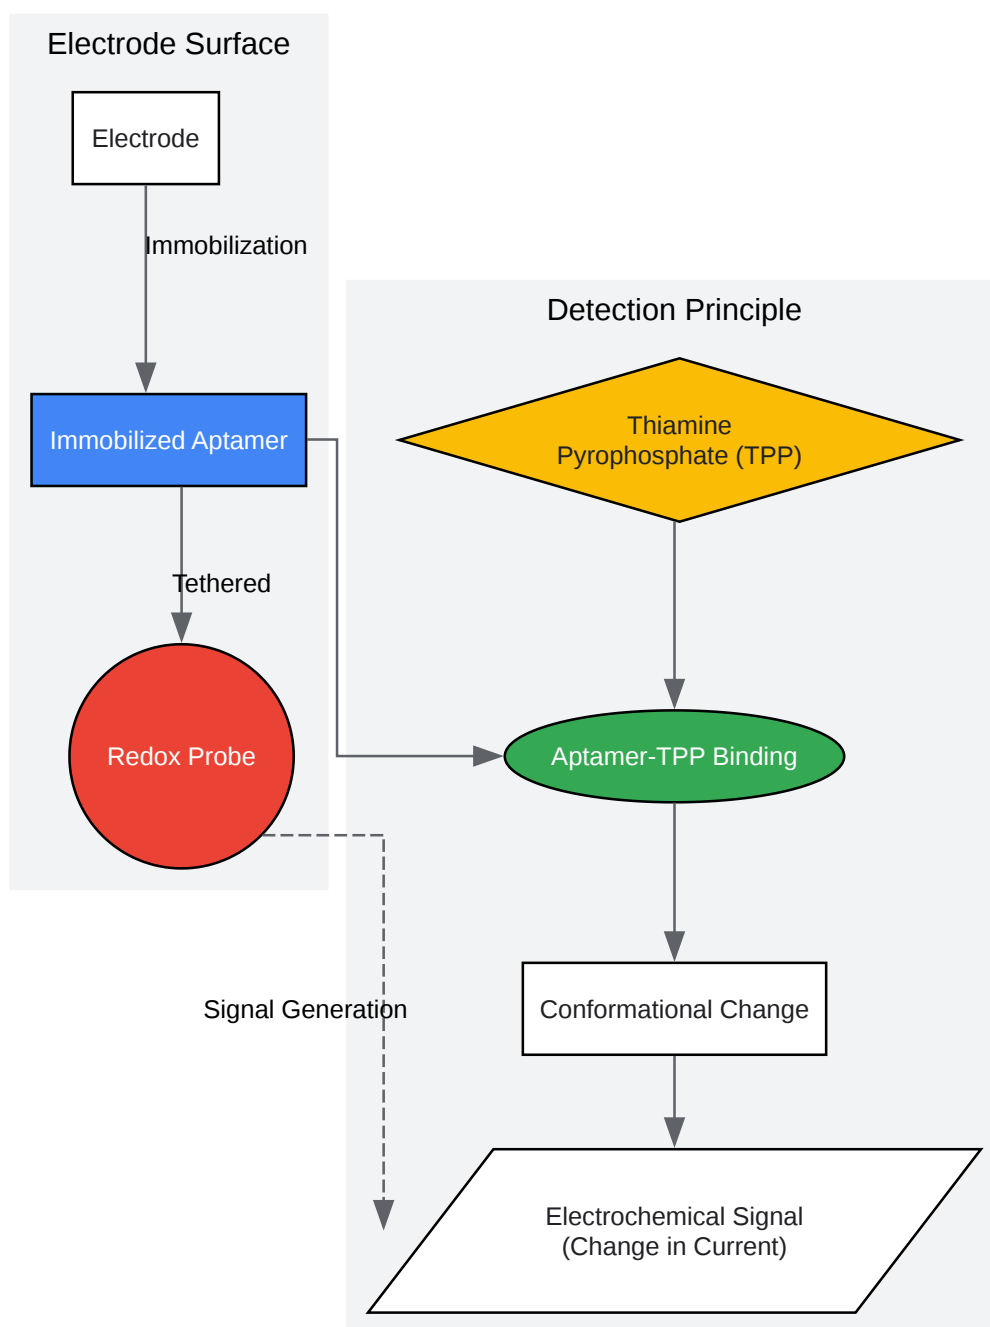 Electrode Surface
Electrode
Immobilization
Detection Principle
Thiamine
Pyrophosphate (TPP)
Immobilized Aptamer
Tethered
Redox Probe
Aptamer-TPP Binding
Signal Generation
Conformational Change
Electrochemical Signal
(Change in Current)